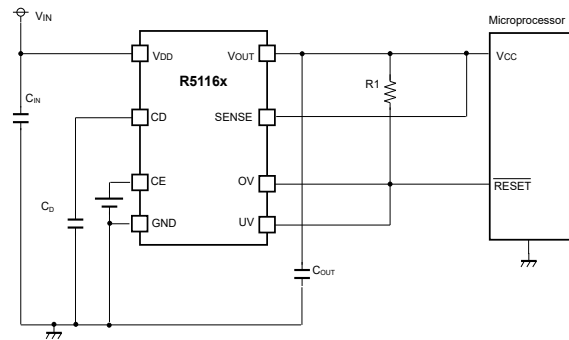 VIN
Microprocessor
VDD
VOUT
VCC
R5116x
R1
CIN
CD
SENSE
CE
OV
RESET
CD
GND
UV
COUT